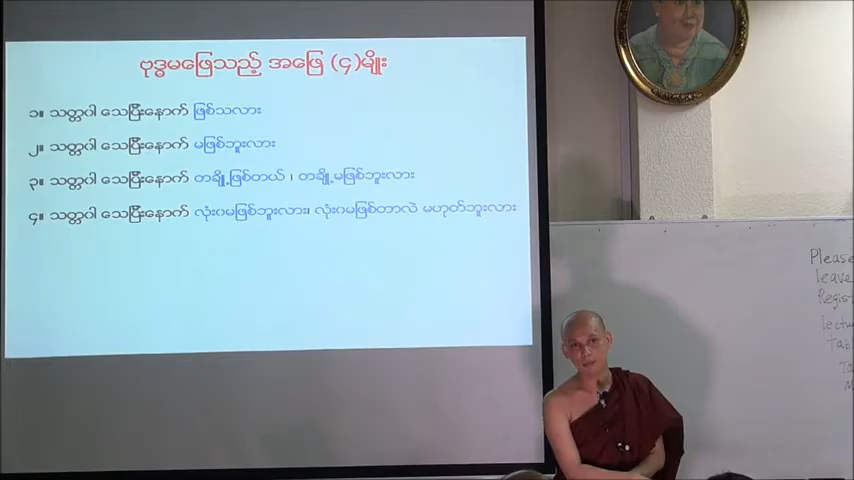 ဗုဒ္ဓမဖြေသည့် အဖြေ (၄)မျိုး
၁။ သတ္တဝါ သေပြီးနောက် ဖြစ်သလား
၂။ သတ္တဝါ သေပြီးနောက် မဖြစ်ဘူးလား
၃။ သတ္တဝါ သေပြီးနောက် တချို့ဖြစ်တယ် ၊ တချို့မဖြစ်ဘူးလား
၄။ သတ္တဝါ သေပြီးနောက် လုံးဝမဖြစ်ဘူးလား၊ လုံးဝမဖြစ်တာလဲ မဟုတ်ဘူးလား
Please
leave